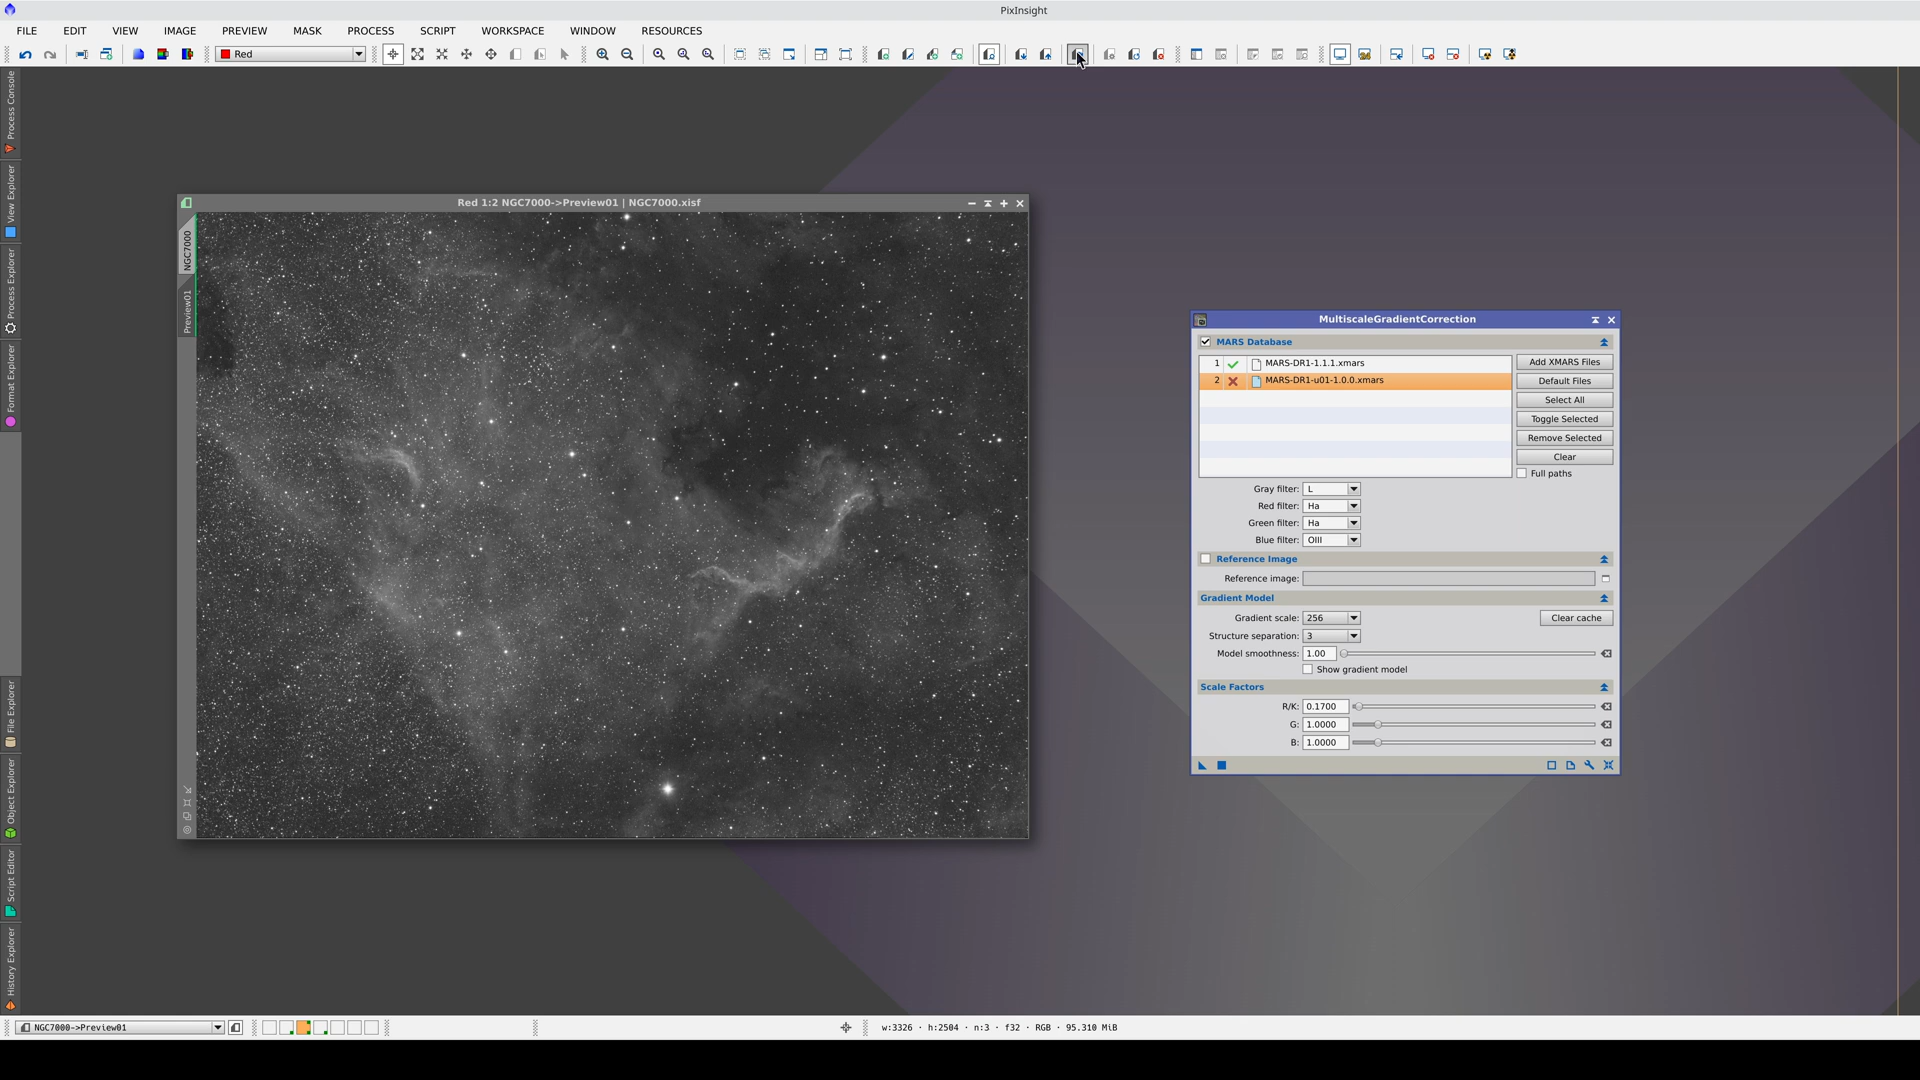 PixInsight
FILE EDIT VIEW IMAGE PREVIEW MASK PROCESS SCRIPT WORKSPACE WINDOW RESOURCES
Red
Process Console
View Explorer
Process Explorer
Format Explorer
File Explorer
Object Explorer
Script Editor
History Explorer
Red 1:2 NGC7000->Preview01 | NGC7000.xisf
NGC7000
Preview01
MultiscaleGradientCorrection
MARS Database
1 MARS-DR1-1.1.1.xmars
2 MARS-DR1-u01-1.0.0.xmars
Add XMARS Files
Default Files
Select All
Toggle Selected
Remove Selected
Clear
Full paths
Gray filter: L
Red filter: Ha
Green filter: Ha
Blue filter: OIII
Reference Image
Reference image:
Gradient Model
Gradient scale: 256 Clear cache
Structure separation: 3
Model smoothness: 1.00
Show gradient model
Scale Factors
R/K: 0.1700
G: 1.0000
B: 1.0000
NGC7000->Preview01
w:3326 · h:2504 · n:3 · f32 · RGB · 95.310 MiB